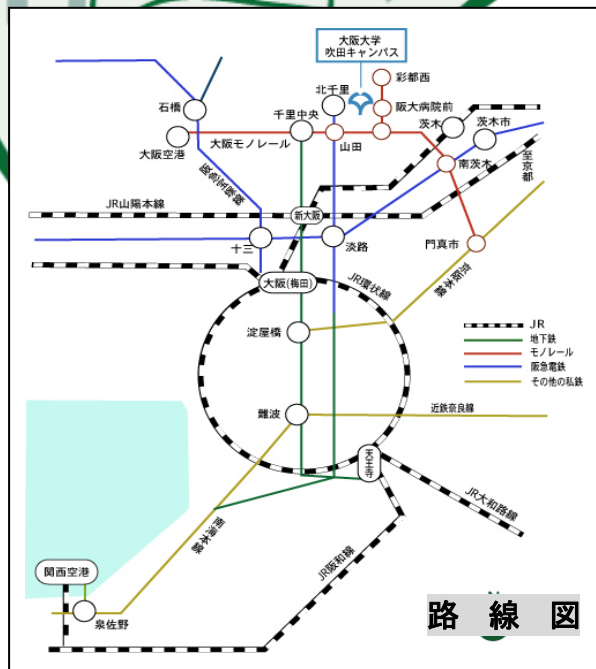 大阪大学
吹田キャンパス
彩都西
北千里
石橋
千里中央
阪大病院前
茨木
茨木市
大阪空港
大阪モノレール
山田
南茨木
至京都
阪急宝塚線
JR山陽本線
新大阪
十三
淡路
門真市
大阪(梅田)
JR環状線
京阪本線
淀屋橋
JR
地下鉄
モノレール
阪急電鉄
その他の私鉄
難波
近鉄奈良線
天王寺
JR大和路線
南海本線
JR阪和線
関西空港
泉佐野
路線図